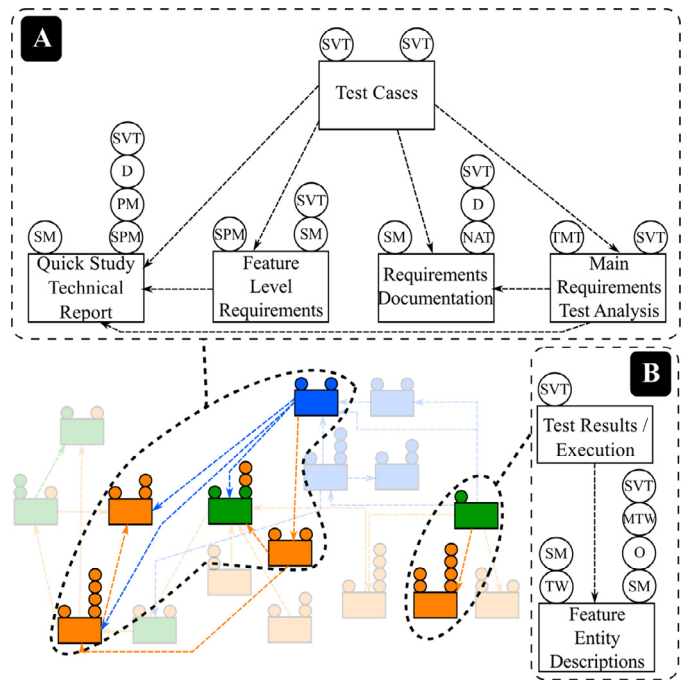 A
SVT SVT
Test Cases
SVT
D
PM
SM SPM
Quick Study
Technical
Report
SVT
SPM SM
Feature
Level
Requirements
SVT
D
SM NAT
Requirements
Documentation
TMT SVT
Main
Requirements
Test Analysis
B
SVT
Test Results /
Execution
SVT
MTW
SM O
TW SM
Feature
Entity
Descriptions